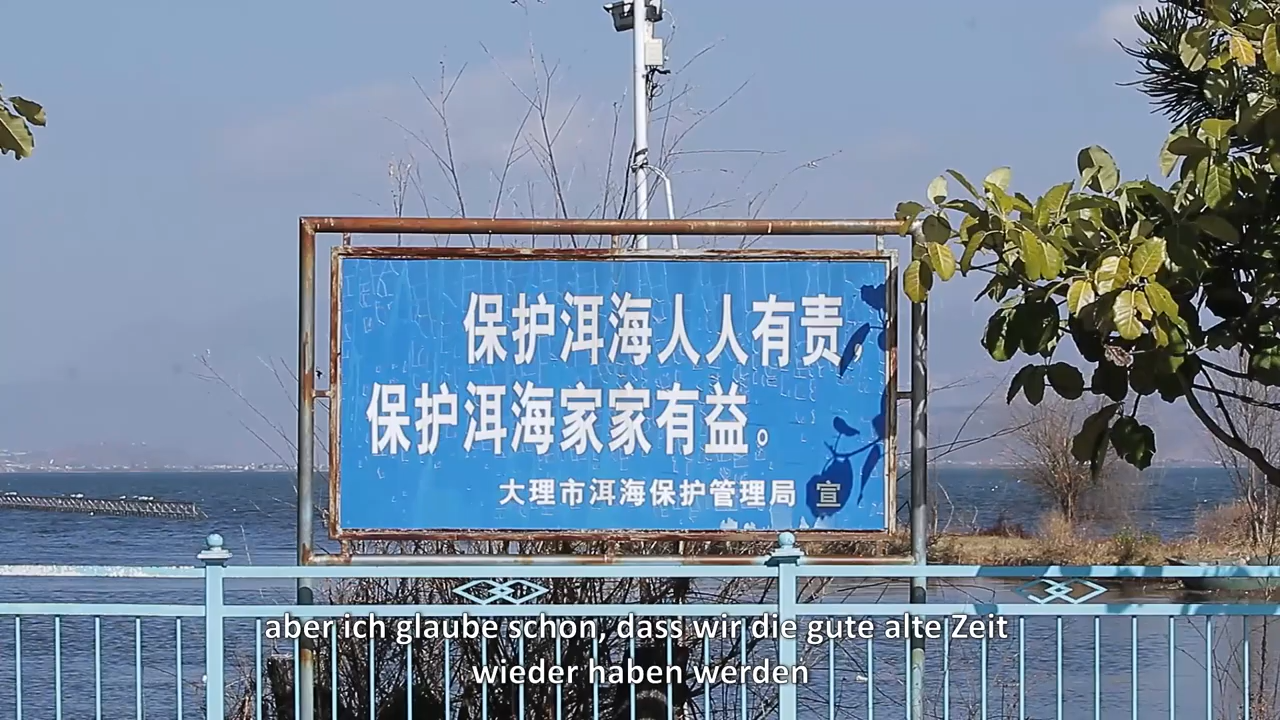 保护洱海人人有责，
保护洱海家家有益。
大理市洱海保护管理局 宣
aber ich glaube schon, dass wir die gute alte Zeit
wieder haben werden